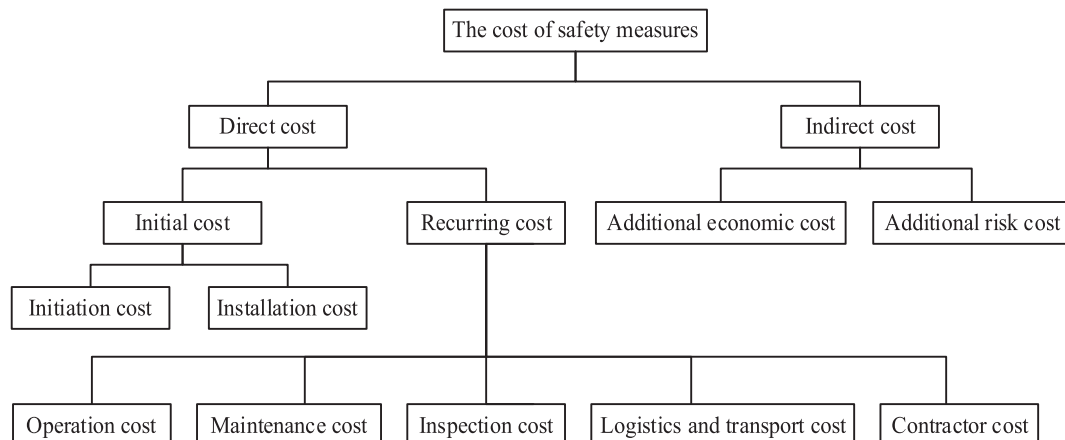 The cost of safety measures
Direct cost
Indirect cost
Initial cost
Recurring cost
Additional economic cost
Additional risk cost
Initiation cost
Installation cost
Operation cost
Maintenance cost
Inspection cost
Logistics and transport cost
Contractor cost